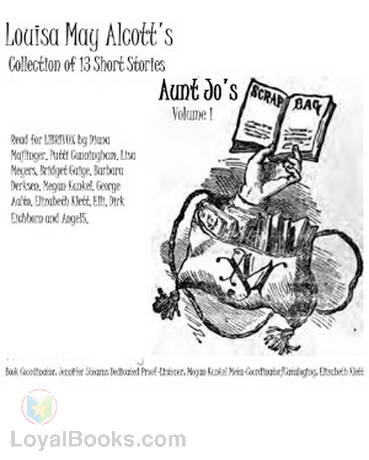 Louisa May Alcott's
Collection of 13 Short Stories
Aunt Jo's
Volume 1
SCRAP BAG
Read for LIBRIVOX by Diana
Majlinger, Patti Cunningham, Lisa
Meyers, Bridget Gaige, Barbara
Derksen, Megan Kunkel, George
Aalto, Elizabeth Klett, Elli, Dirk
Eichhorn and Angel5.
Book Coordinator, Jennifer Stearns Dedicated Proof-Listener, Megan Kunkel Meta-Coordinator/Cataloging, Elizabeth Klett
LoyalBooks.com